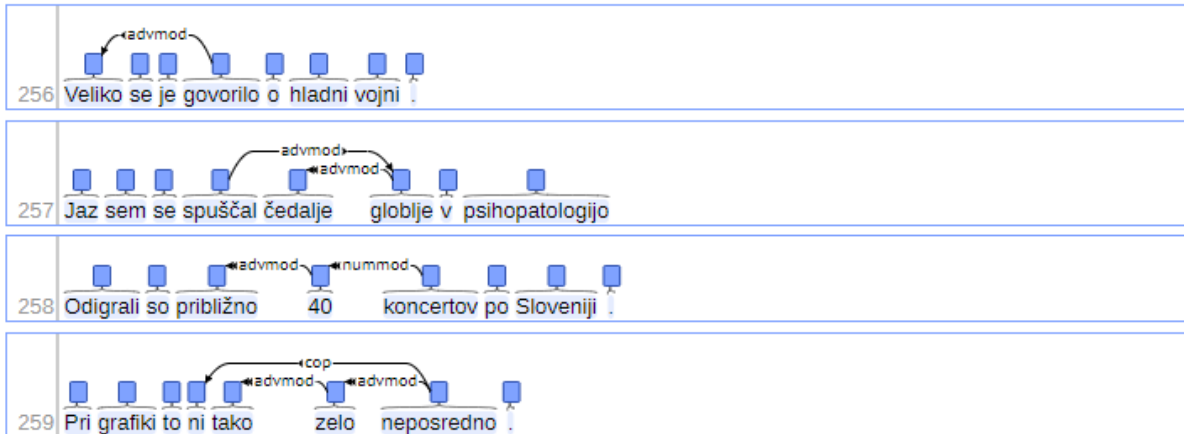 advmod
256 Veliko se je govorilo o hladni vojni .
advmod
advmod
257 Jaz sem se spuščal čedalje globlje v psihopatologijo
advmod nummod
258 Odigrali so približno 40 koncertov po Sloveniji .
cop
advmod advmod
259 Pri grafiki to ni tako zelo neposredno .